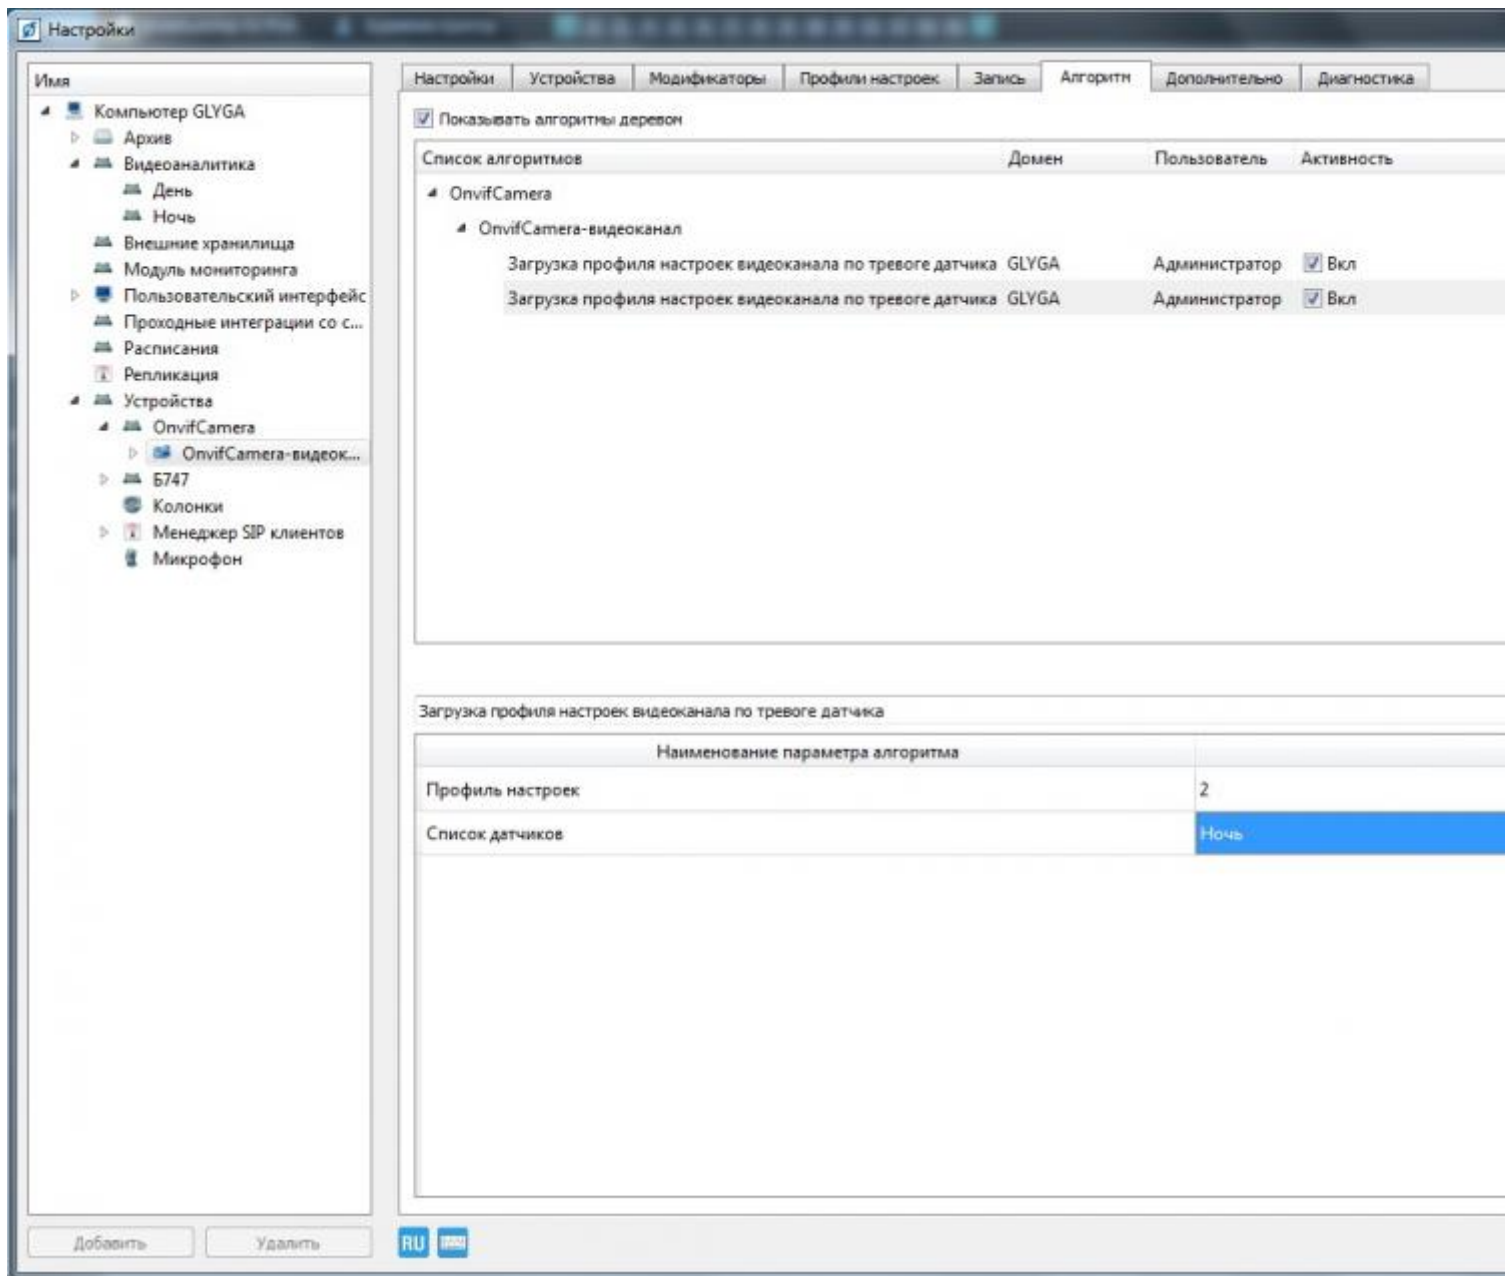 Настройки
Имя
Компьютер GLYGA
Архив
Видеоаналитика
День
Ночь
Внешние хранилища
Модуль мониторинга
Пользовательский интерфейс
Проходные интеграции со с...
Расписания
Репликация
Устройства
OnvifCamera
OnvifCamera-видеок...
Б747
Колонки
Менеджер SIP клиентов
Микрофон
Добавить Удалить
Настройки Устройства Модификаторы Профили настроек Запись Алгоритм Дополнительно Диагностика
Показывать алгоритмы деревом
Список алгоритмов Домен Пользователь Активность
OnvifCamera
OnvifCamera-видеоканал
Загрузка профиля настроек видеоканала по тревоге датчика GLYGA Администратор Вкл
Загрузка профиля настроек видеоканала по тревоге датчика GLYGA Администратор Вкл
Загрузка профиля настроек видеоканала по тревоге датчика
Наименование параметра алгоритма
Профиль настроек 2
Список датчиков Ночь
RU